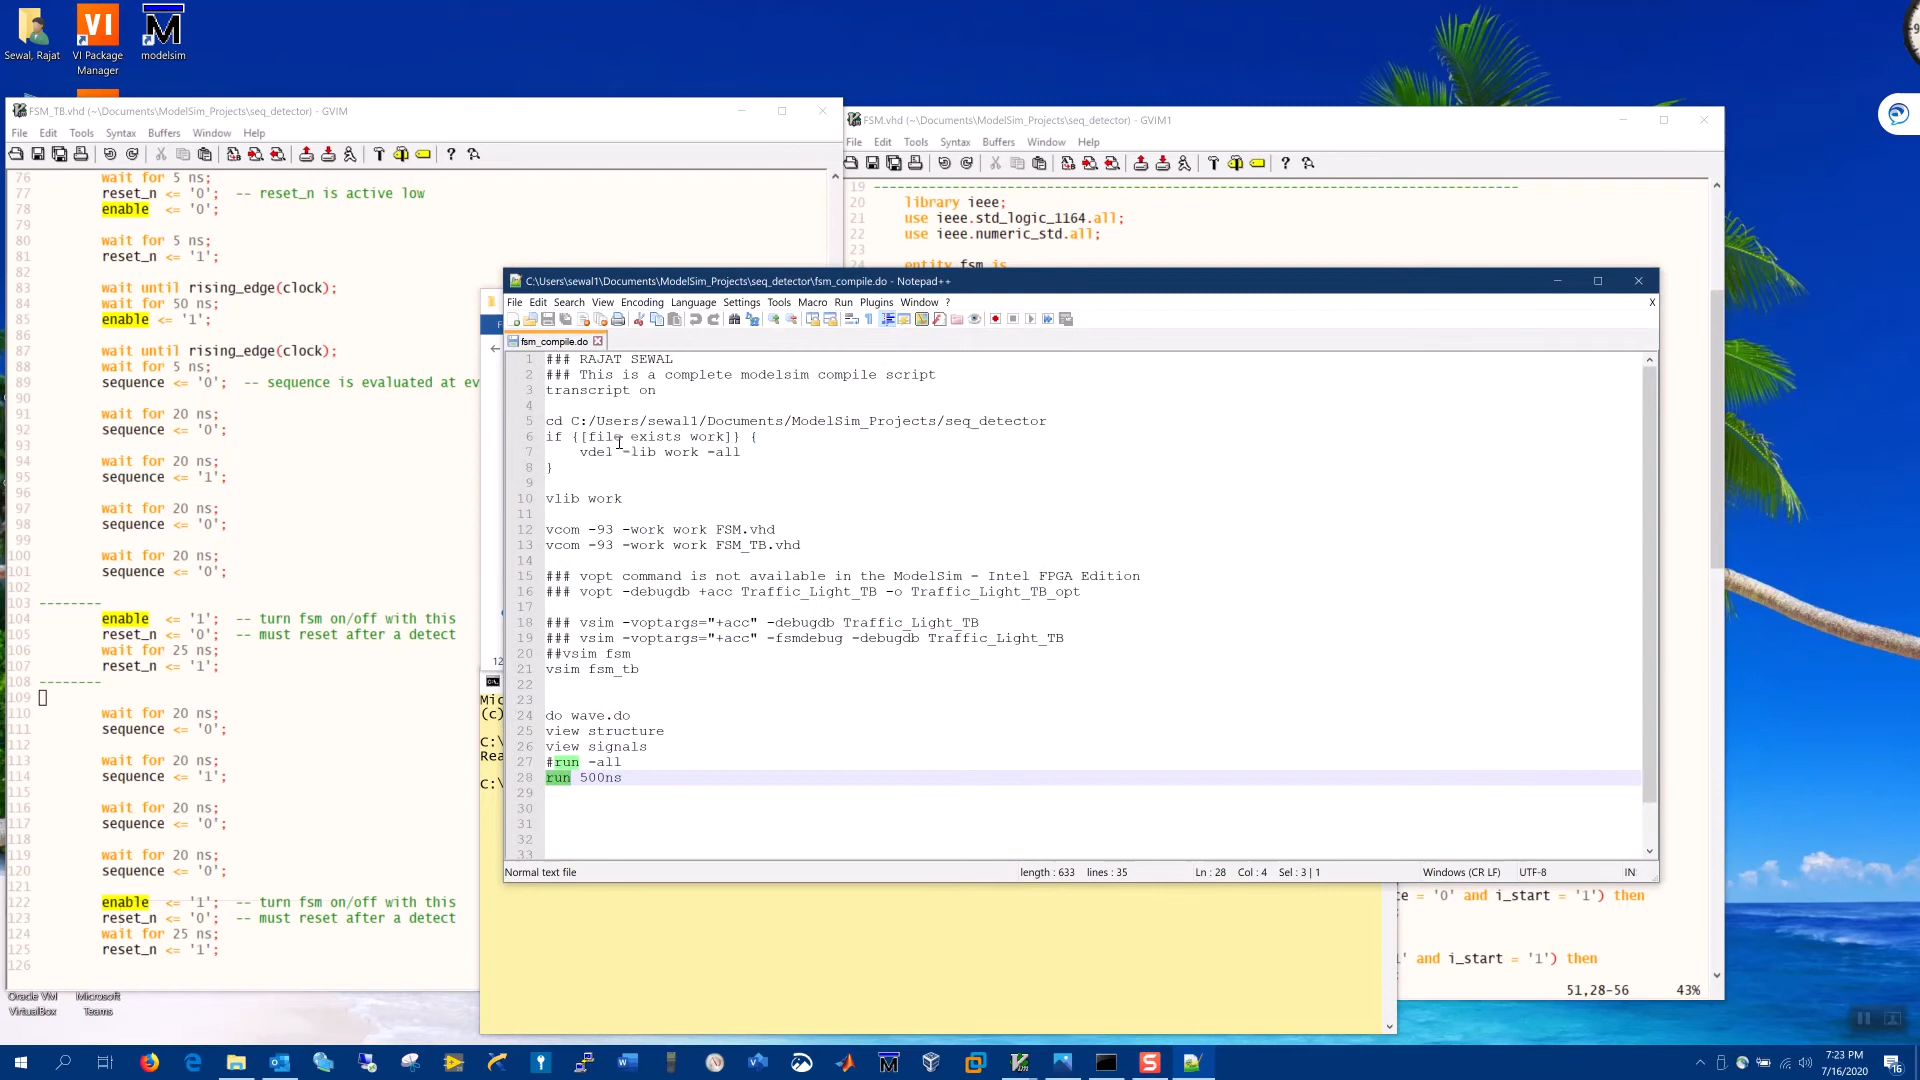 Sewal, Rajat
VI Package
Manager
modelsim
FSM_TB.vhd (~\Documents\ModelSim_Projects\seq_detector) - GVIM
File Edit Tools Syntax Buffers Window Help
76 wait for 5 ns;
77 reset_n <= '0'; -- reset_n is active low
78 enable <= '0';
79
80 wait for 5 ns;
81 reset_n <= '1';
82
83 wait until rising_edge(clock);
84 wait for 50 ns;
85 enable <= '1';
86
87 wait until rising_edge(clock);
88 wait for 5 ns;
89 sequence <= '0'; -- sequence is evaluated at ev
90
91 wait for 20 ns;
92 sequence <= '0';
93
94 wait for 20 ns;
95 sequence <= '1';
96
97 wait for 20 ns;
98 sequence <= '0';
99
100 wait for 20 ns;
101 sequence <= '0';
102
103 --------
104 enable <= '1'; -- turn fsm on/off with this
105 reset_n <= '0'; -- must reset after a detect
106 wait for 25 ns;
107 reset_n <= '1';
108 --------
109
110 wait for 20 ns;
111 sequence <= '0';
112
113 wait for 20 ns;
114 sequence <= '1';
115
116 wait for 20 ns;
117 sequence <= '0';
118
119 wait for 20 ns;
120 sequence <= '0';
121
122 enable <= '1'; -- turn fsm on/off with this
123 reset_n <= '0'; -- must reset after a detect
124 wait for 25 ns;
125 reset_n <= '1';
126
FSM.vhd (~\Documents\ModelSim_Projects\seq_detector) - GVIM1
File Edit Tools Syntax Buffers Window Help
19 --------------------------------------------------------------------------------
20 library ieee;
21 use ieee.std_logic_1164.all;
22 use ieee.numeric_std.all;
23
24 entity fsm is
C:\Users\sewal1\Documents\ModelSim_Projects\seq_detector\fsm_compile.do - Notepad++
File Edit Search View Encoding Language Settings Tools Macro Run Plugins Window ? X
fsm_compile.do
1 ### RAJAT SEWAL
2 ### This is a complete modelsim compile script
3 transcript on
4
5 cd C:/Users/sewal1/Documents/ModelSim_Projects/seq_detector
6 if {[file exists work]} {
7 vdel -lib work -all
8 }
9
10 vlib work
11
12 vcom -93 -work work FSM.vhd
13 vcom -93 -work work FSM_TB.vhd
14
15 ### vopt command is not available in the ModelSim - Intel FPGA Edition
16 ### vopt -debugdb +acc Traffic_Light_TB -o Traffic_Light_TB_opt
17
18 ### vsim -voptargs="+acc" -debugdb Traffic_Light_TB
19 ### vsim -voptargs="+acc" -fsmdebug -debugdb Traffic_Light_TB
20 ##vsim fsm
21 vsim fsm_tb
22
23
24 do wave.do
25 view structure
26 view signals
27 #run -all
28 run 500ns
29
30
31
32
33
Normal text file length : 633 lines : 35 Ln : 28 Col : 4 Sel : 3 | 1 Windows (CR LF) UTF-8 IN
12
Mic
(c)
C:\
Rea
C:\
ce = '0' and i_start = '1') then
1' and i_start = '1') then
51,28-56 43%
Oracle VM
VirtualBox
Microsoft
Teams
7:23 PM
7/16/2020
16